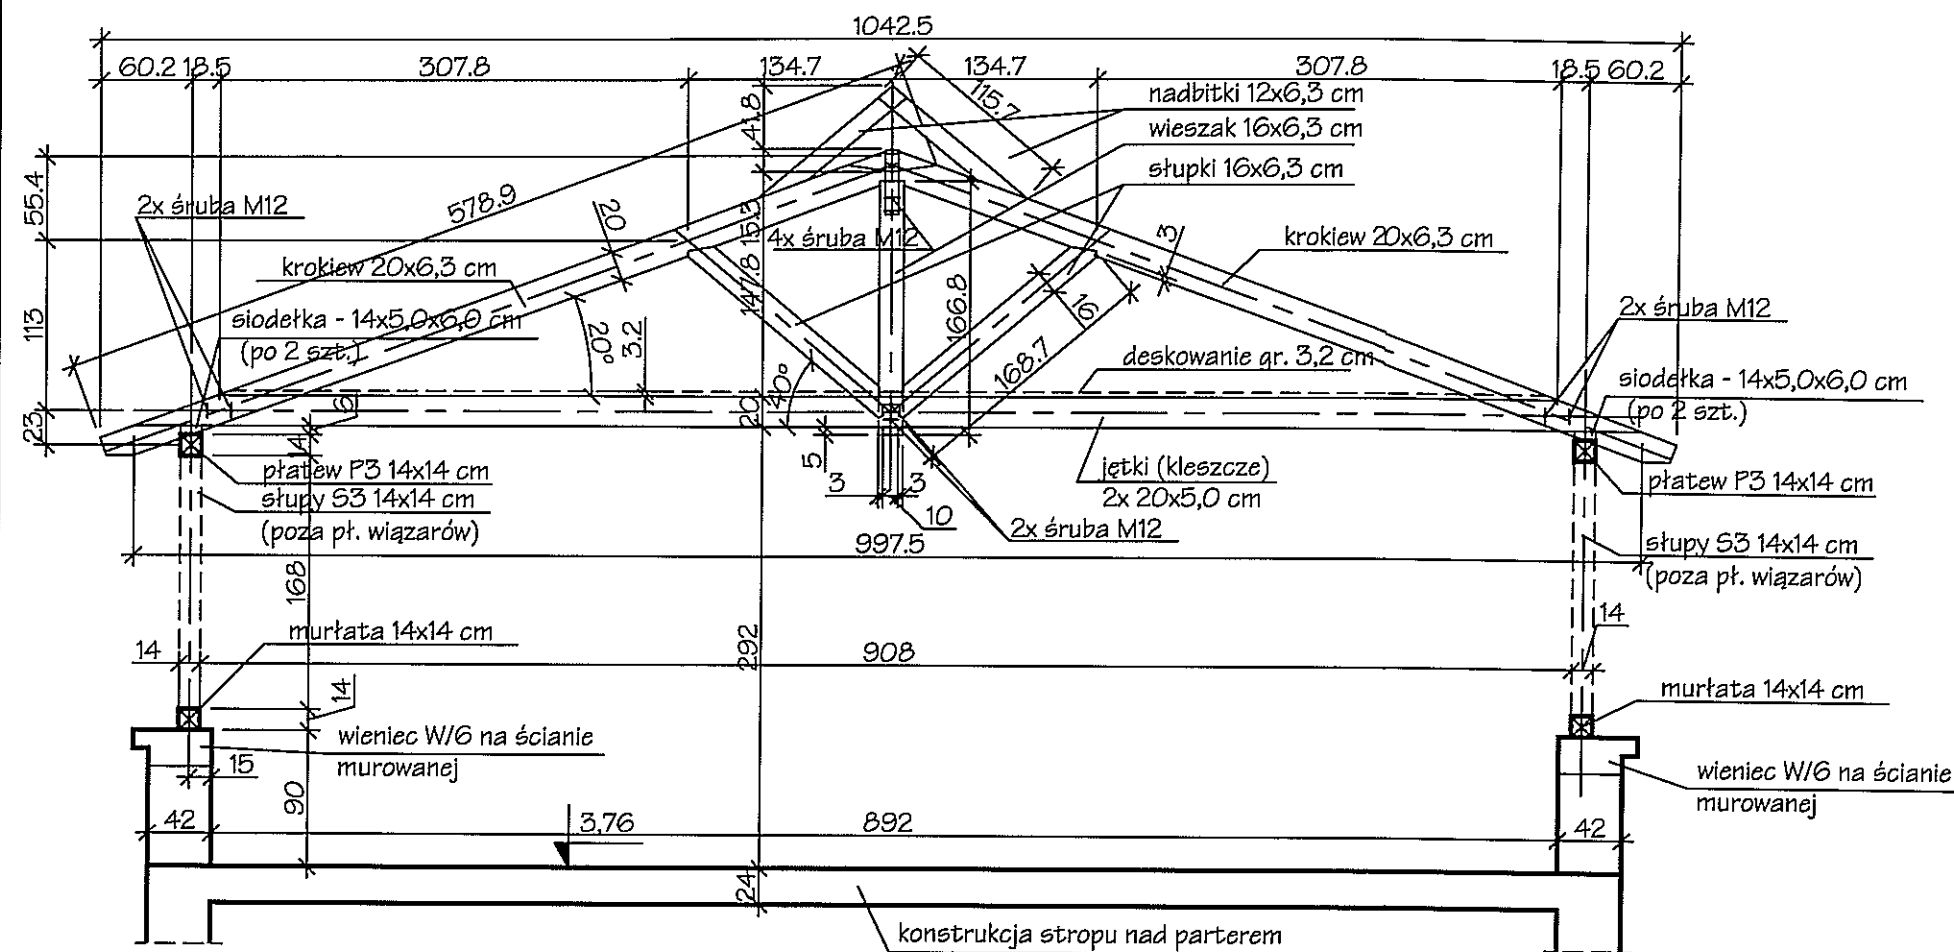 1042.5
60.2 18.5 307.8 134.7 134.7 307.8 18.5 60.2
115.7
41.8
nadbitki 12x6,3 cm
wieszak 16x6,3 cm
słupki 16x6,3 cm
55.4
2x śruba M12
578.9
20
15.3
4x śruba M12
3
krokiew 20x6,3 cm
krokiew 20x6,3 cm
113
siodełka - 14x5,0x6,0 cm
(po 2 szt.)
20°
3.2
147.8
166.8
16
168.7
2x śruba M12
deskowanie gr. 3,2 cm
siodełka - 14x5,0x6,0 cm
(po 2 szt.)
23
6
14
20
40°
5
3
3
10
jętki (kleszcze)
2x 20x5,0 cm
płatew P3 14x14 cm
słupy S3 14x14 cm
(poza pł. wiązarów)
płatew P3 14x14 cm
2x śruba M12
997.5
słupy S3 14x14 cm
(poza pł. wiązarów)
168
14
murłata 14x14 cm
292
908
14
14
murłata 14x14 cm
wieniec W/6 na ścianie
murowanej
15
90
wieniec W/6 na ścianie
murowanej
42
3,76
892
42
24
konstrukcja stropu nad parterem